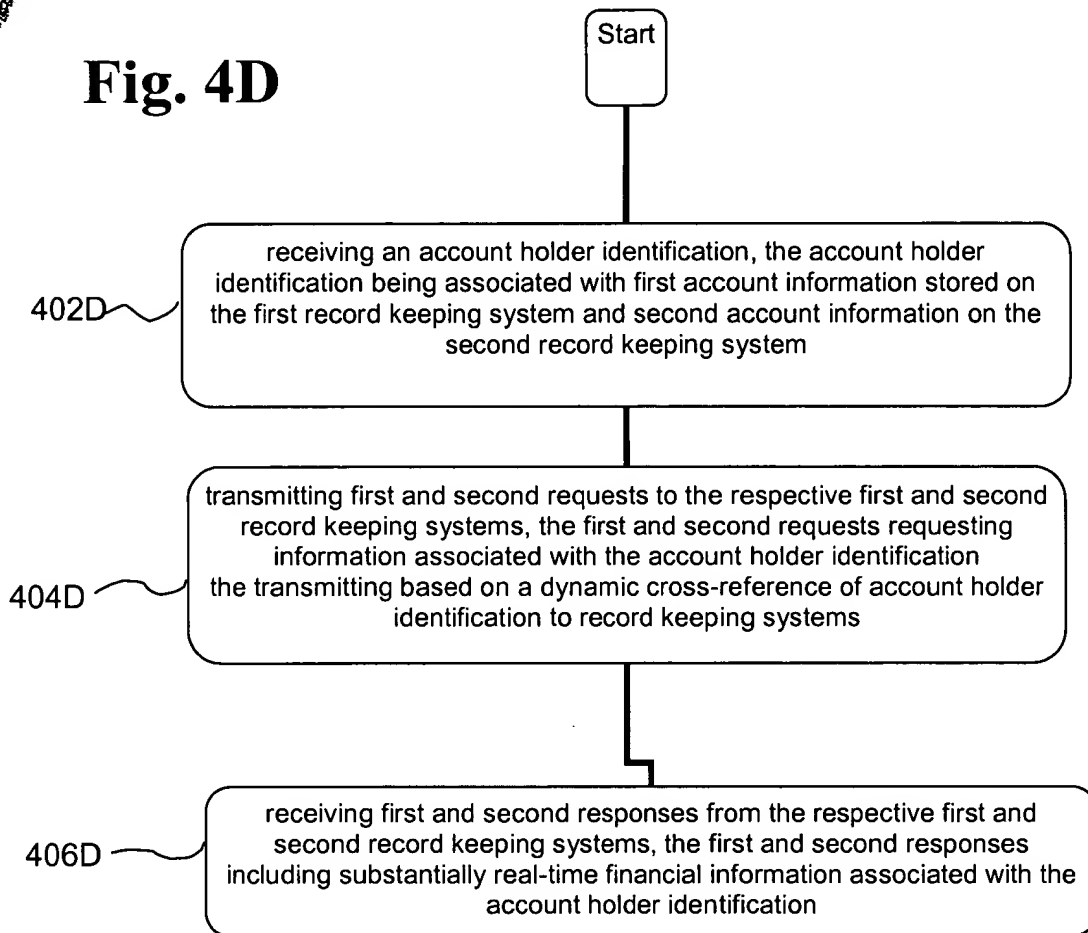 Start
Fig. 4D
receiving an account holder identification, the account holder
identification being associated with first account information stored on
the first record keeping system and second account information on the
second record keeping system
402D
transmitting first and second requests to the respective first and second
record keeping systems, the first and second requests requesting
information associated with the account holder identification
the transmitting based on a dynamic cross-reference of account holder
identification to record keeping systems
404D
receiving first and second responses from the respective first and
second record keeping systems, the first and second responses
including substantially real-time financial information associated with the
account holder identification
406D